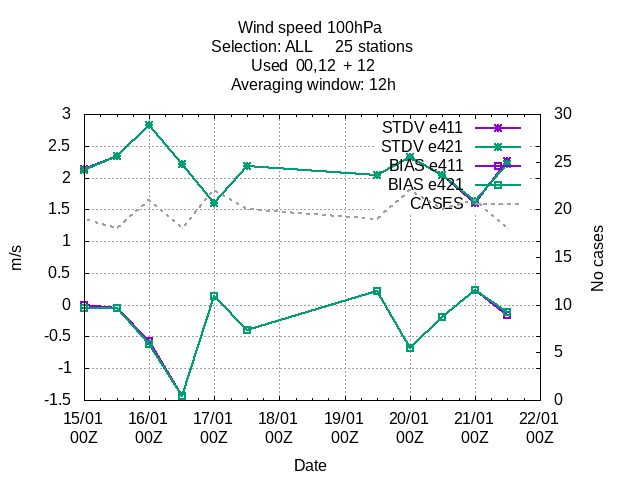 Wind speed 100hPa
Selection: ALL 25 stations
Used 00,12 + 12
Averaging window: 12h
STDV e411
STDV e421
BIAS e411
BIAS e421
CASES
3
2.5
2
1.5
1
0.5
0
-0.5
-1
-1.5
m/s
30
25
20
15
10
5
0
No cases
15/01 16/01 17/01 18/01 19/01 20/01 21/01 22/01
00Z 00Z 00Z 00Z 00Z 00Z 00Z 00Z
Date